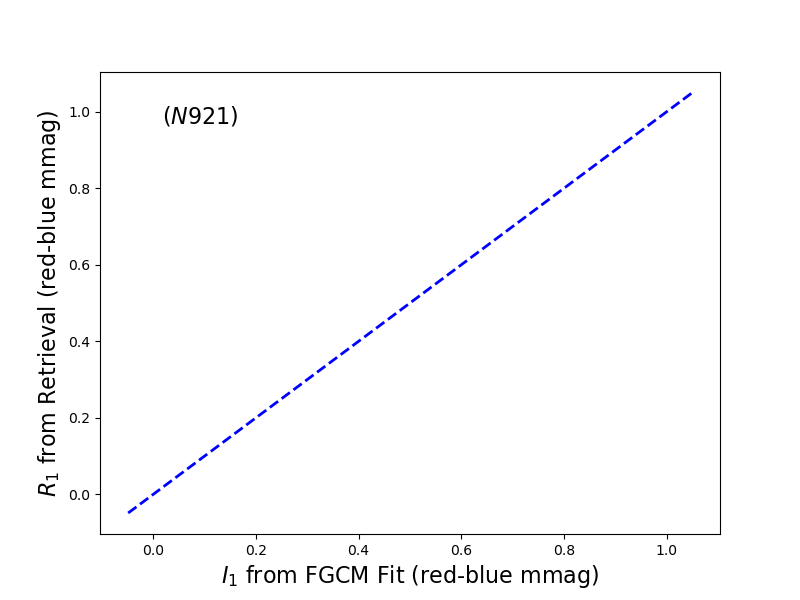 (N921)
1.0
0.8
0.6
0.4
0.2
0.0
R₁ from Retrieval (red-blue mmag)
0.0 0.2 0.4 0.6 0.8 1.0
I₁ from FGCM Fit (red-blue mmag)